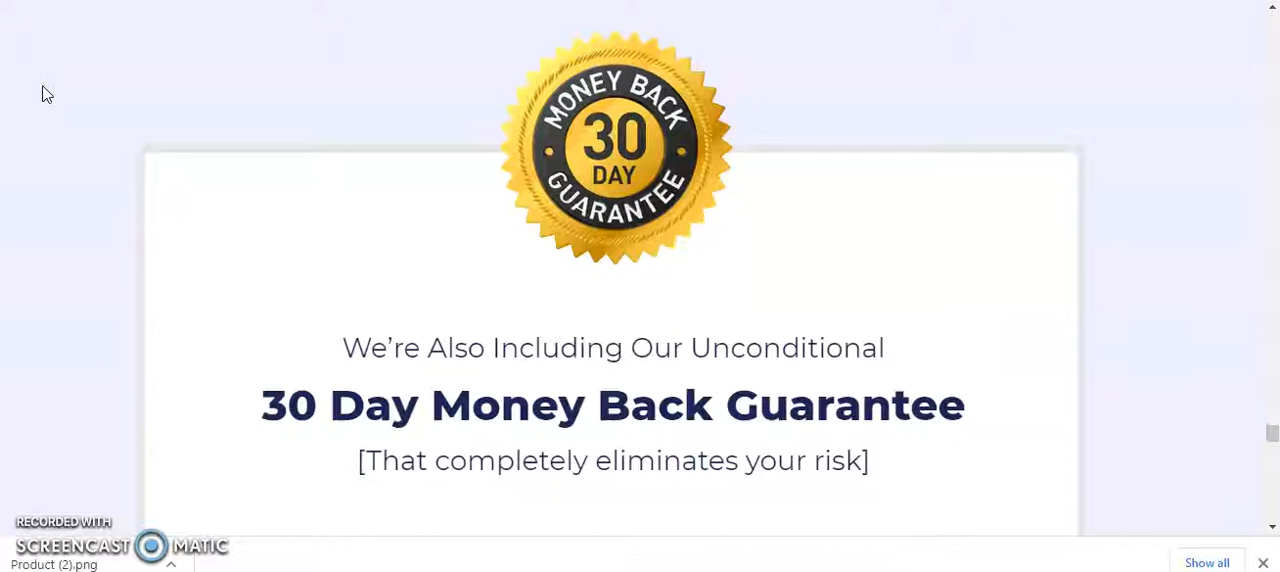 MONEY BACK
30
DAY
GUARANTEE
We're Also Including Our Unconditional
30 Day Money Back Guarantee
[That completely eliminates your risk]
RECORDED WITH
SCREENCAST MATIC
Product (2).png
Show all